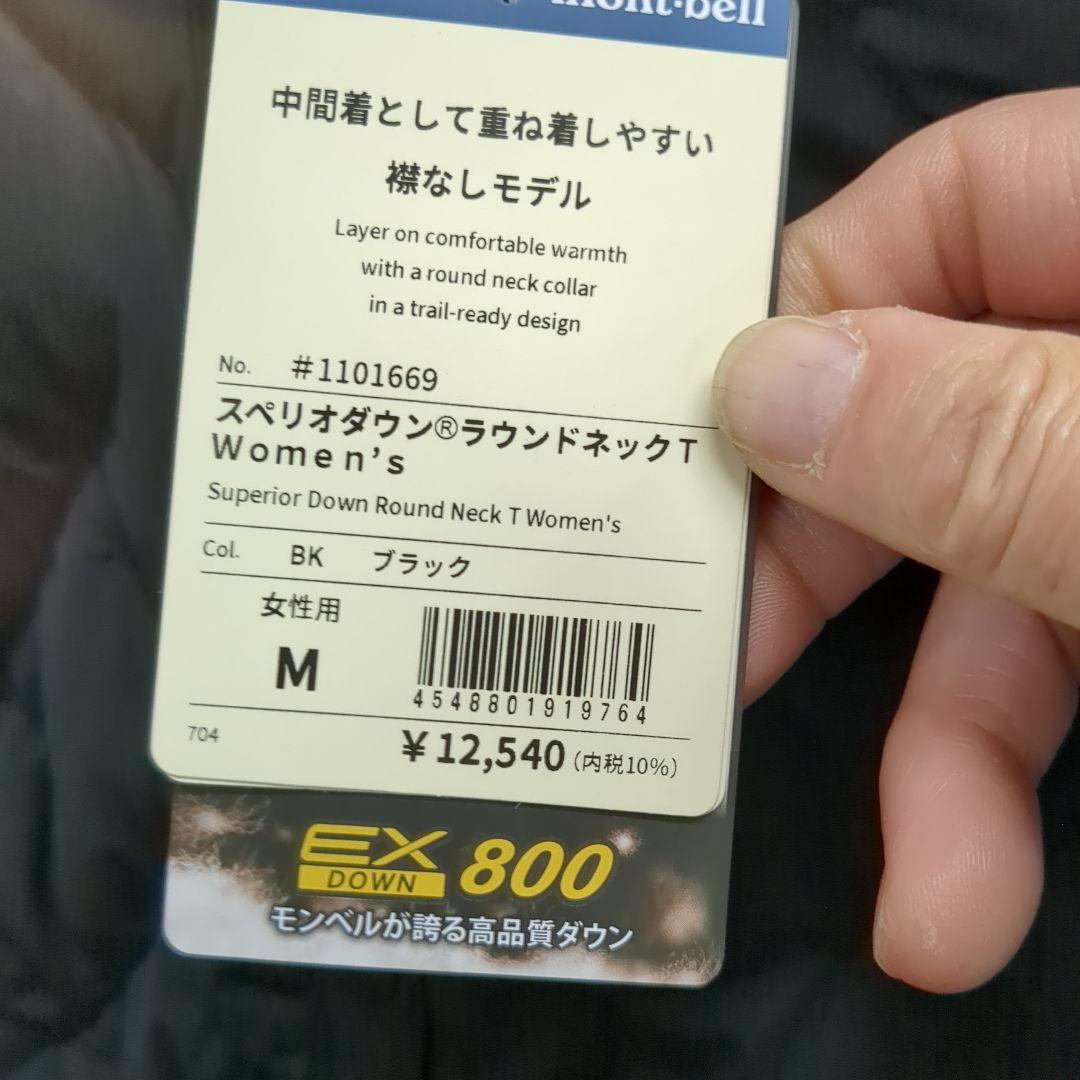 mont-bell
中間着として重ね着しやすい
襟なしモデル
Layer on comfortable warmth
with a round neck collar
in a trail-ready design
No. #1101669
スペリオダウン®ラウンドネックT
Women's
Superior Down Round Neck T Women's
Col. BK ブラック
女性用
M
4548801919764
704
¥12,540(内税10%)
EX
DOWN 800
モンベルが誇る高品質ダウン